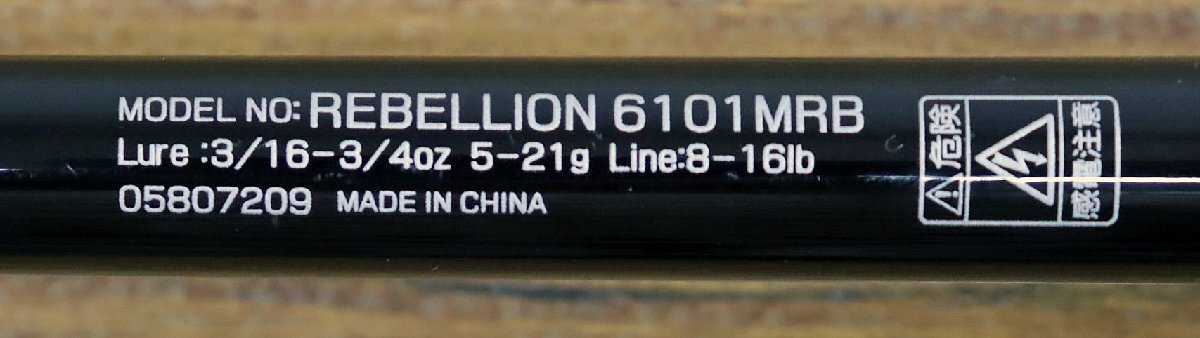 MODEL NO: REBELLION 6101MRB
Lure :3/16-3/4oz 5-21g Line:8-16lb
05807209 MADE IN CHINA
危険
感電注意